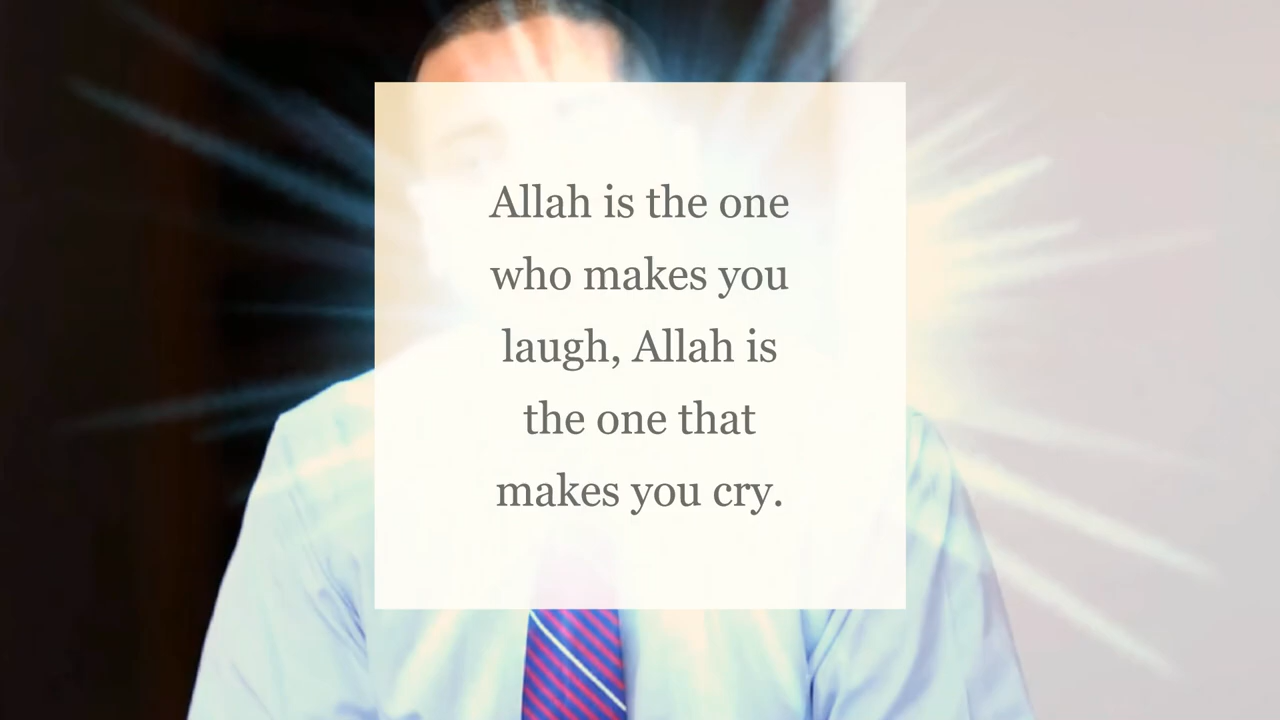 Allah is the one
who makes you
laugh, Allah is
the one that
makes you cry.